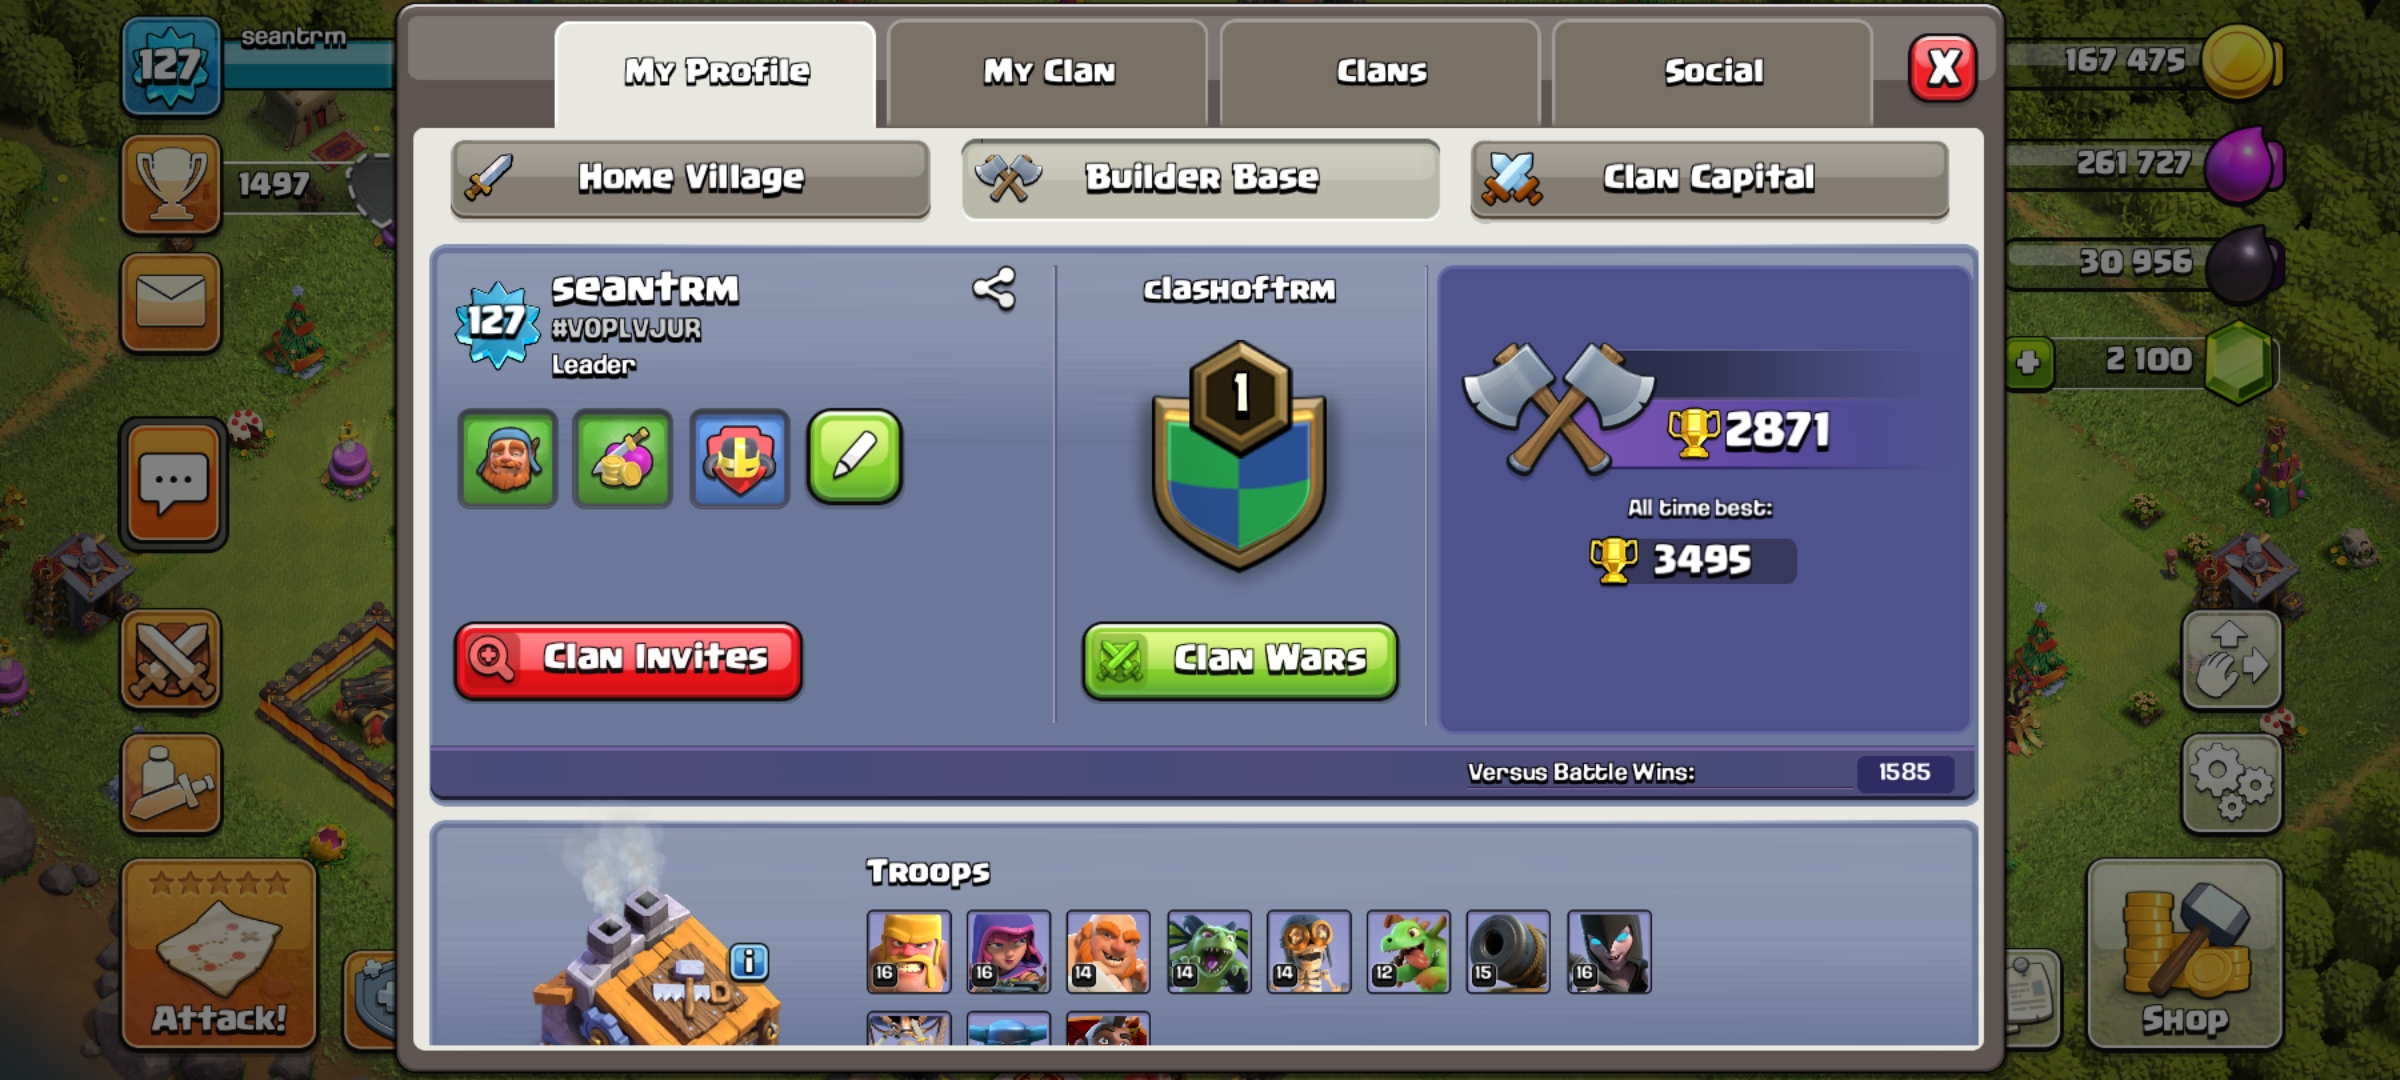 127
seantrm
1497
My Profile
My Clan
Clans
Social
X
167 475
261 727
30 956
2 100
Home Village
Builder Base
Clan Capital
127
seantrm
#V0PLVJUR
Leader
clashoftrm
1
2871
All time best:
3495
Clan Invites
Clan Wars
Versus Battle Wins:
1585
Troops
i
16
16
14
14
14
12
15
16
Attack!
Shop